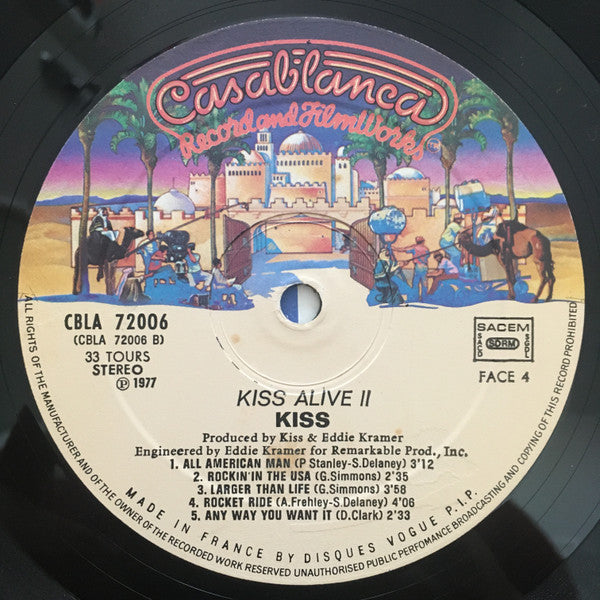 Casablanca
Record and FilmWorks
CBLA 72006
(CBLA 72006 B)
33 TOURS
STEREO
Ⓟ 1977
SACEM
SACD SDRM SGDL
FACE 4
KISS ALIVE II
KISS
Produced by Kiss & Eddie Kramer
Engineered by Eddie Kramer for Remarkable Prod., Inc.
1. ALL AMERICAN MAN (P Stanley-S.Delaney) 3'12
2. ROCKIN'IN THE USA (G.Simmons) 2'35
3. LARGER THAN LIFE (G.Simmons) 3'58
4. ROCKET RIDE (A.Frehley-S.Delaney) 4'06
5. ANY WAY YOU WANT IT (D.Clark) 2'33
MADE IN FRANCE BY DISQUES VOGUE P.I.P.
ALL RIGHTS OF THE MANUFACTURER AND OF THE OWNER OF THE RECORDED WORK RESERVED UNAUTHORISED PUBLIC PERFOMANCE BROADCASTING AND COPYING OF THIS RECORD PROHIBITED